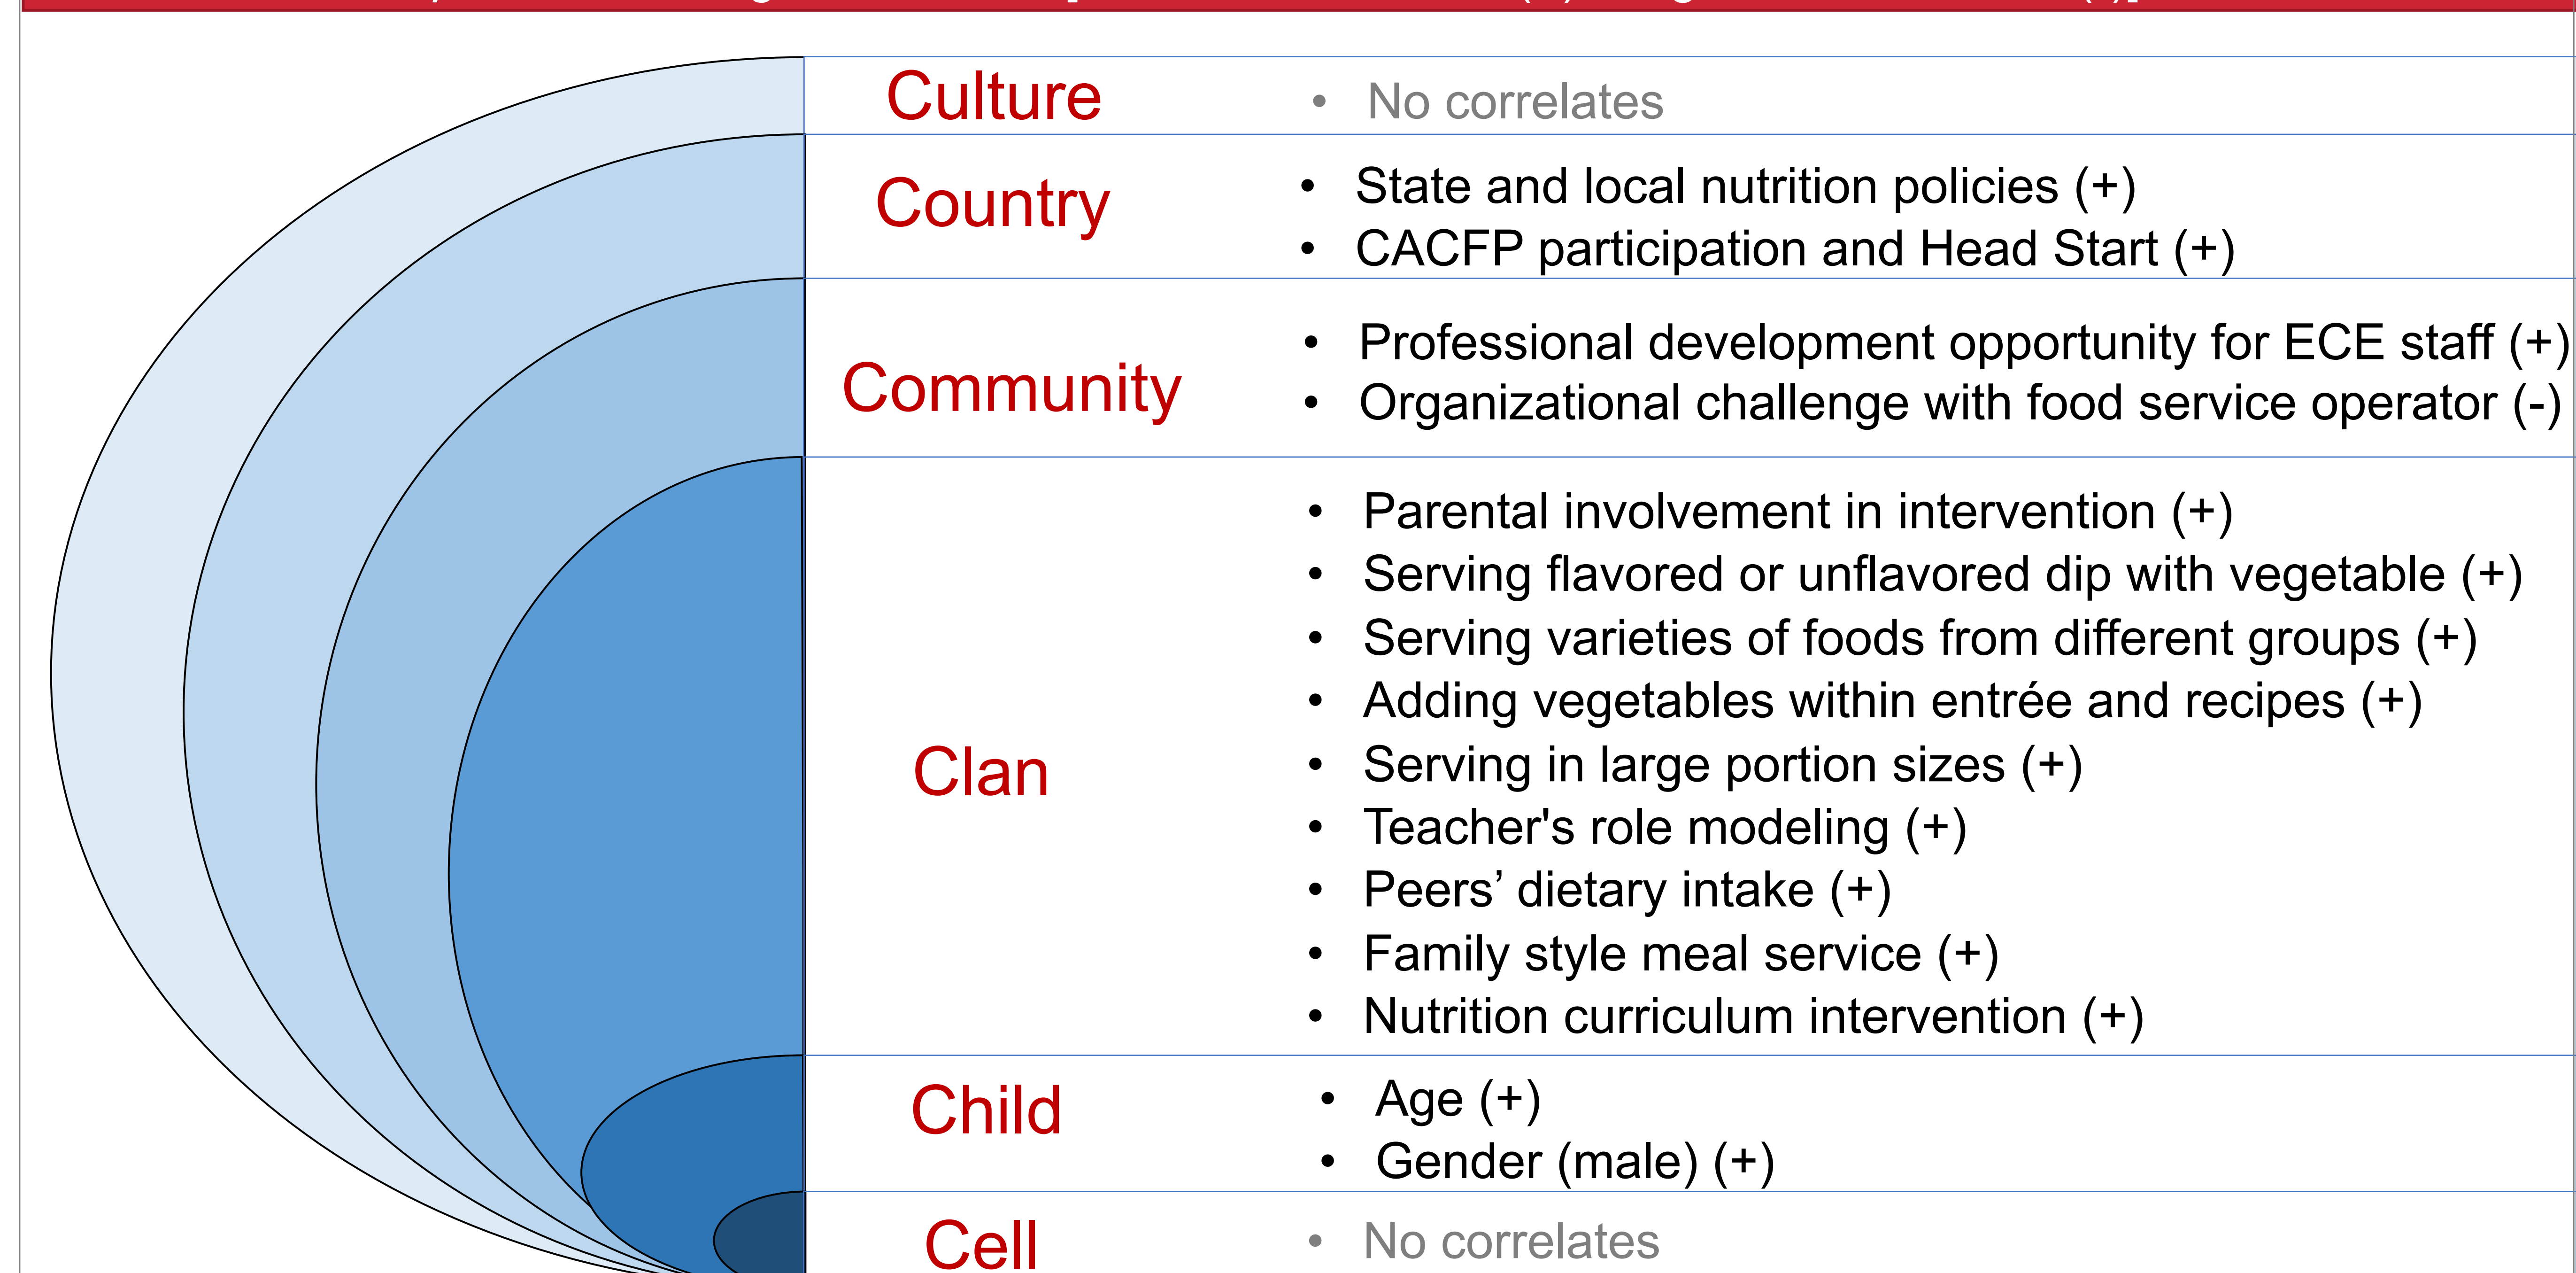 Culture
• No correlates
Country
• State and local nutrition policies (+)
• CACFP participation and Head Start (+)
Community
• Professional development opportunity for ECE staff (+)
• Organizational challenge with food service operator (-)
Clan
• Parental involvement in intervention (+)
• Serving flavored or unflavored dip with vegetable (+)
• Serving varieties of foods from different groups (+)
• Adding vegetables within entrée and recipes (+)
• Serving in large portion sizes (+)
• Teacher's role modeling (+)
• Peers’ dietary intake (+)
• Family style meal service (+)
• Nutrition curriculum intervention (+)
Child
• Age (+)
• Gender (male) (+)
Cell
• No correlates